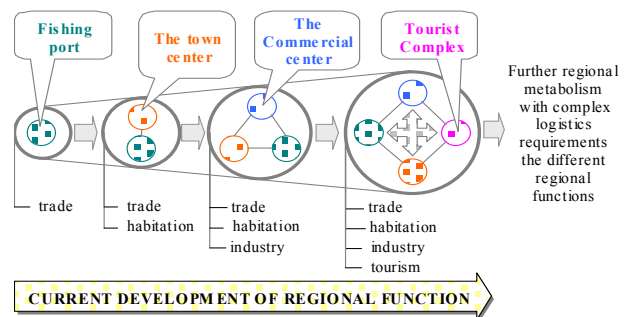 Fishing
port
The town
center
The
Commercial
center
Tourist
Complex
Further regional
metabolism
with complex
logistics
requirements
the different
regional
functions
trade
trade
habitation
trade
habitation
industry
trade
habitation
industry
tourism
CURRENT DEVELOPMENT OF REGIONAL FUNCTION